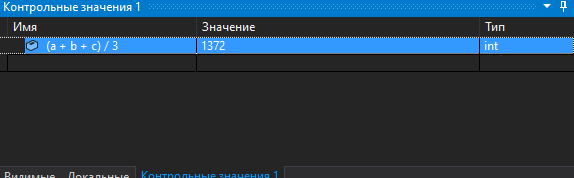 Контрольные значения 1
Имя Значение Тип
(a + b + c) / 3 1372 int
Видимые Локальные Контрольные значения 1